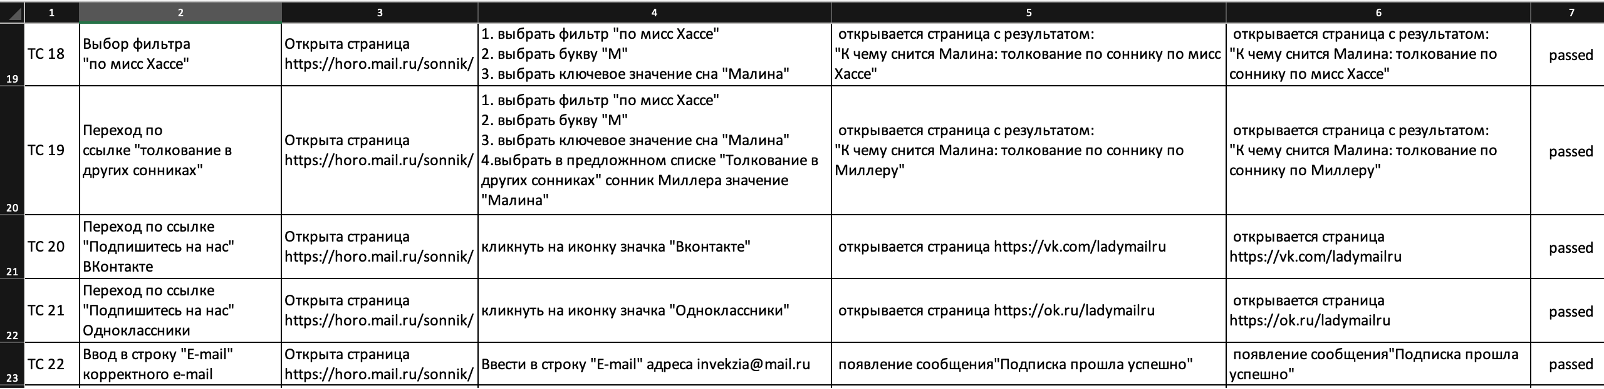 1 2 3 4 5 6 7
19
TC 18
Выбор фильтра
"по мисс Хассе"
Открыта страница
https://horo.mail.ru/sonnik/
1. выбрать фильтр "по мисс Хассе"
2. выбрать букву "М"
3. выбрать ключевое значение сна "Малина"
открывается страница с результом:
"К чему снится Малина: толкование по соннику по мисс
Хассе"
открывается страница с результом:
"К чему снится Малина: толкование по
соннику по мисс Хассе"
passed
20
TC 19
Переход по
ссылке "толкование в
других сонниках"
Открыта страница
https://horo.mail.ru/sonnik/
1. выбрать фильтр "по мисс Хассе"
2. выбрать букву "М"
3. выбрать ключевое значение сна "Малина"
4.выбрать в предложнном списке "Толкование в
других сонниках" сонник Миллера значение
"Малина"
открывается страница с результом:
"К чему снится Малина: толкование по соннику по
Миллеру"
открывается страница с результом:
"К чему снится Малина: толкование по
соннику по Миллеру"
passed
21
TC 20
Переход по ссылке
"Подпишитесь на нас"
ВКонтакте
Открыта страница
https://horo.mail.ru/sonnik/
кликнуть на иконку значка "Вконтакте"
открывается страница https://vk.com/ladymailru
открывается страница
https://vk.com/ladymailru
passed
22
TC 21
Переход по ссылке
"Подпишитесь на нас"
Одноклассники
Открыта страница
https://horo.mail.ru/sonnik/
кликнуть на иконку значка "Одноклассники"
открывается страница https://ok.ru/ladymailru
открывается страница
https://ok.ru/ladymailru
passed
23
TC 22
Ввод в строку "E-mail"
корректного e-mail
Открыта страница
https://horo.mail.ru/sonnik/
Ввести в строку "E-mail" адреса invekzia@mail.ru
появление сообщения"Подписка прошла успешно"
появление сообщения"Подписка прошла
успешно"
passed